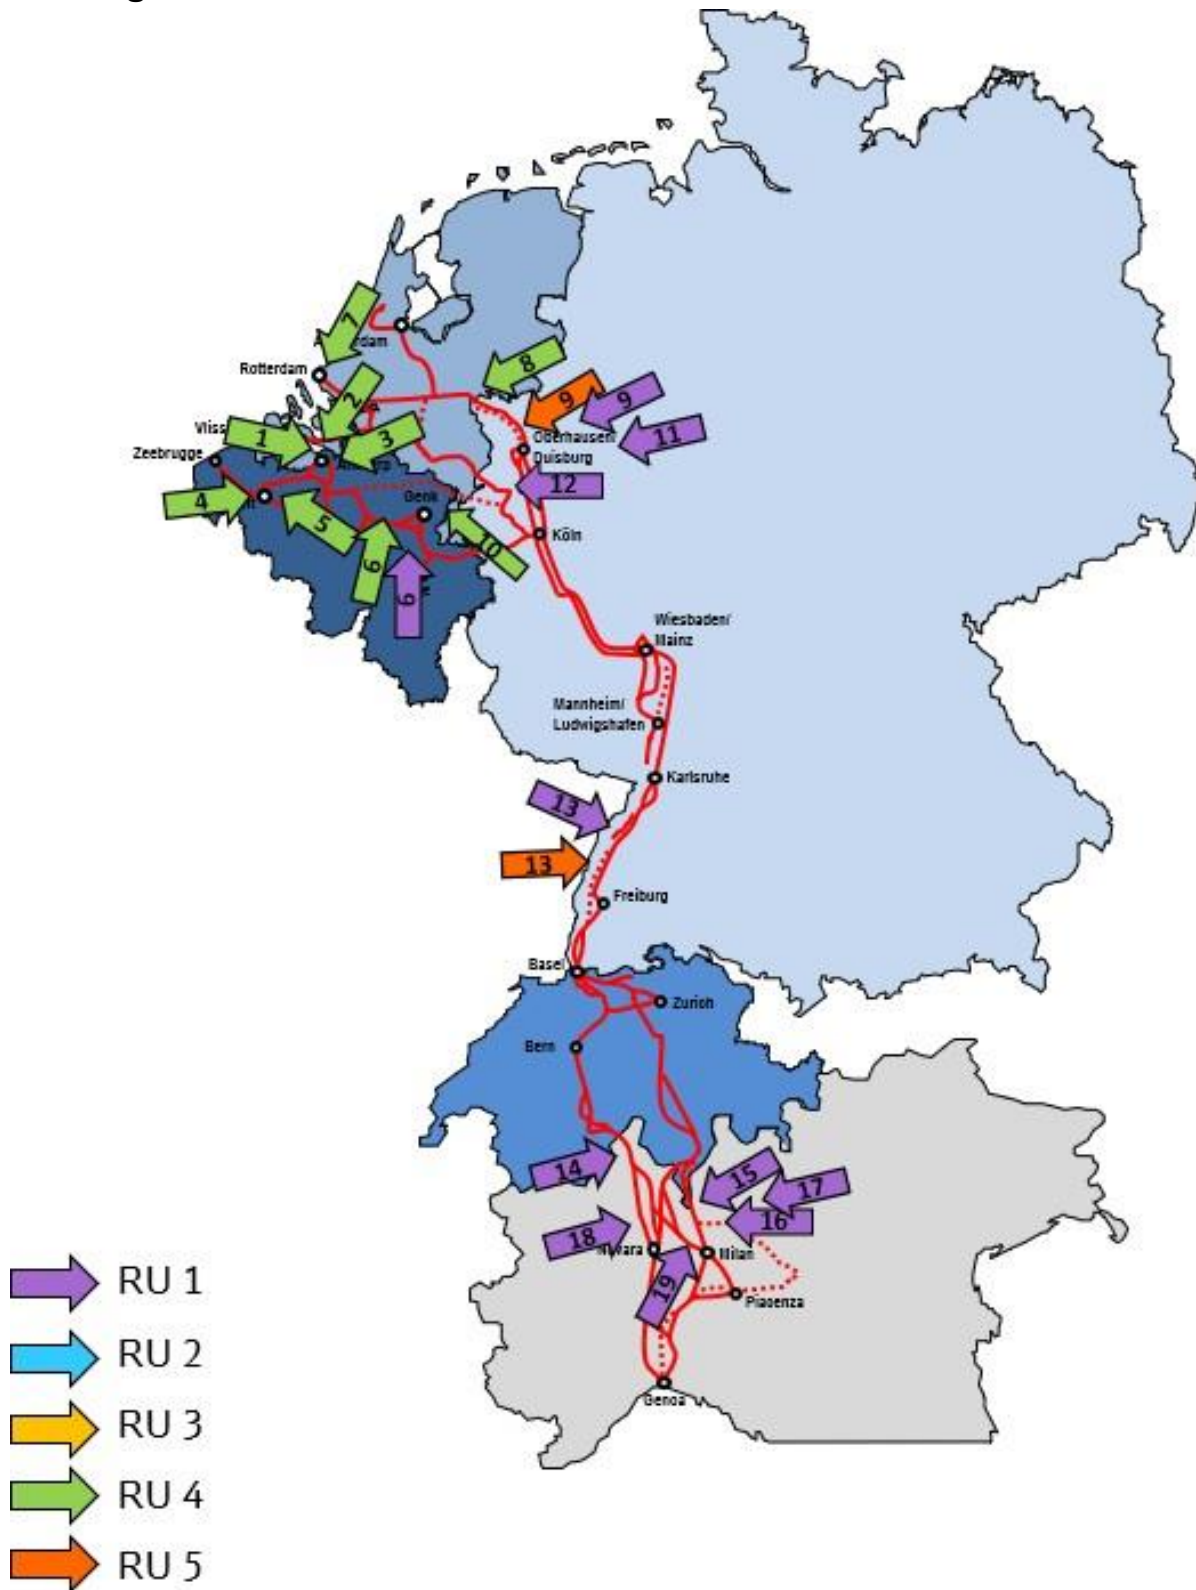 7
Rotterdam
8
2
9
9
Vliss
1
3
11
Oberhausen/
Duisburg
Zeebrugge
4
5
Genk
12
10
Köln
6
6
Wiesbaden/
Mainz
Mannheim/
Ludwigshafen
Karlsruhe
13
13
Freiburg
Basel
Zurich
Bern
14
15
17
16
18
Milan
19
Piacenza
Genoa
RU 1
RU 2
RU 3
RU 4
RU 5